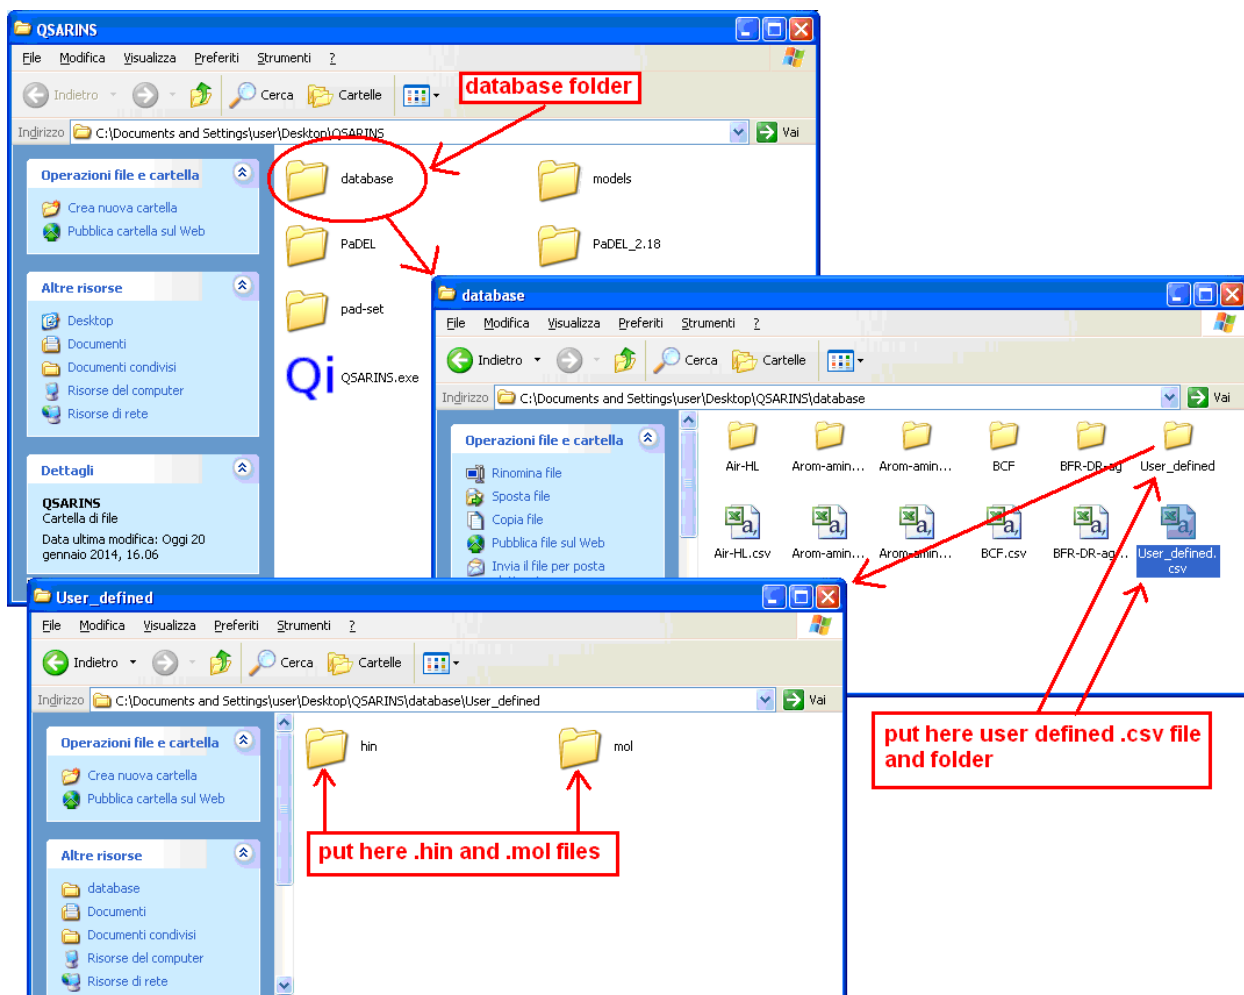 QSARINS
File Modifica Visualizza Preferiti Strumenti ?
Indietro Cerca Cartelle
database folder
Indirizzo C:\Documents and Settings\user\Desktop\QSARINS Vai
Operazioni file e cartella
Crea nuova cartella
Pubblica cartella sul Web
Altre risorse
Desktop
Documenti
Documenti condivisi
Risorse del computer
Risorse di rete
Dettagli
QSARINS
Cartella di file
Data ultima modifica: Oggi 20
gennaio 2014, 16.06
database
models
PaDEL
PaDEL_2.18
pad-set
Qi QSARINS.exe
database
File Modifica Visualizza Preferiti Strumenti ?
Indietro Cerca Cartelle
Indirizzo C:\Documents and Settings\user\Desktop\QSARINS\database Vai
Operazioni file e cartella
Rinomina file
Sposta file
Copia file
Pubblica file sul Web
Invia il file per posta
Air-HL Arom-amin... Arom-amin... BCF BFR-DR-ag User_defined
Air-HL.csv Arom-amin... Arom-amin... BCF.csv BFR-DR-ag... User_defined.
csv
put here user defined .csv file
and folder
User_defined
File Modifica Visualizza Preferiti Strumenti ?
Indietro Cerca Cartelle
Indirizzo C:\Documents and Settings\user\Desktop\QSARINS\database\User_defined Vai
Operazioni file e cartella
Crea nuova cartella
Pubblica cartella sul Web
Altre risorse
database
Documenti
Documenti condivisi
Risorse del computer
Risorse di rete
hin
mol
put here .hin and .mol files